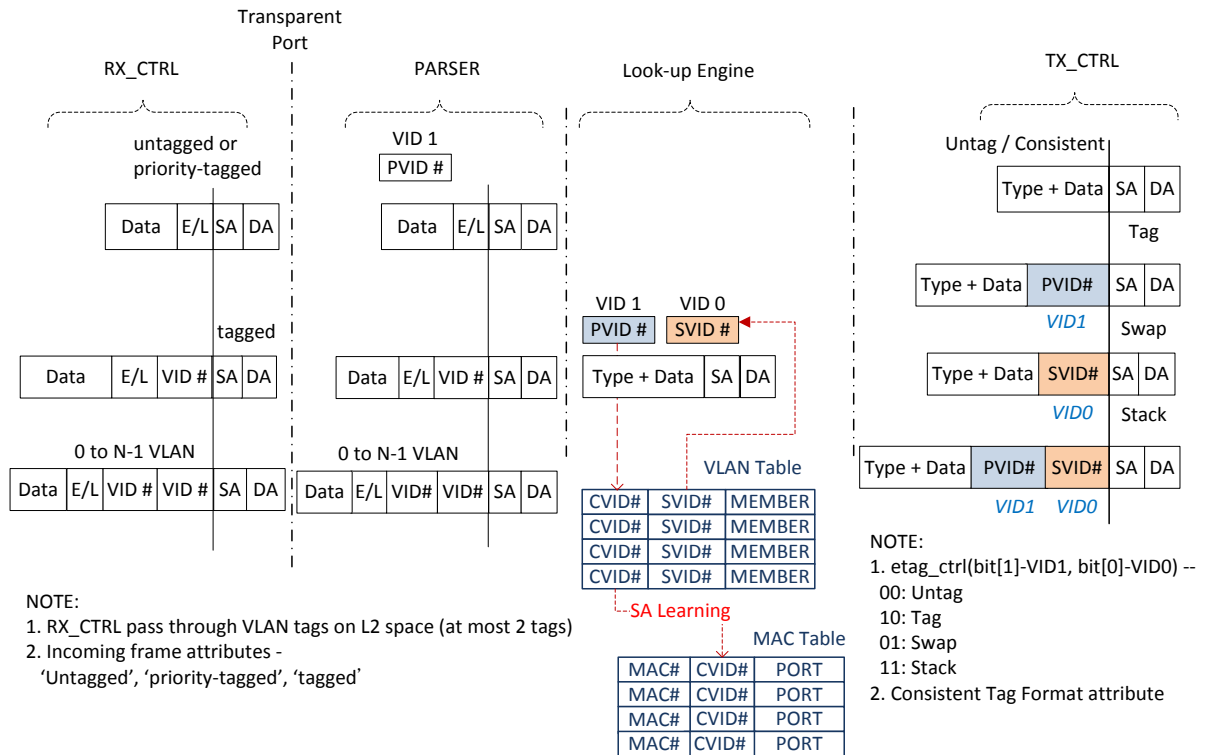 Transparent
Port
RX_CTRL
PARSER
Look-up Engine
TX_CTRL
untagged or
priority-tagged
Data E/L SA DA
tagged
Data E/L VID # SA DA
0 to N-1 VLAN
Data E/L VID # VID # SA DA
NOTE:
1. RX_CTRL pass through VLAN tags on L2 space (at most 2 tags)
2. Incoming frame attributes -
‘Untagged’, ‘priority-tagged’, ‘tagged’
VID 1
PVID #
Data E/L SA DA
Data E/L VID # SA DA
0 to N-1 VLAN
Data E/L VID# VID# SA DA
VID 1 VID 0
PVID # SVID #
Type + Data SA DA
VLAN Table
CVID# SVID# MEMBER
CVID# SVID# MEMBER
CVID# SVID# MEMBER
CVID# SVID# MEMBER
SA Learning
MAC Table
MAC# CVID# PORT
MAC# CVID# PORT
MAC# CVID# PORT
MAC# CVID# PORT
Untag / Consistent
Type + Data SA DA
Tag
Type + Data PVID# SA DA
VID1
Swap
Type + Data SVID# SA DA
VID0
Stack
Type + Data PVID# SVID# SA DA
VID1 VID0
NOTE:
1. etag_ctrl(bit[1]-VID1, bit[0]-VID0) --
00: Untag
10: Tag
01: Swap
11: Stack
2. Consistent Tag Format attribute